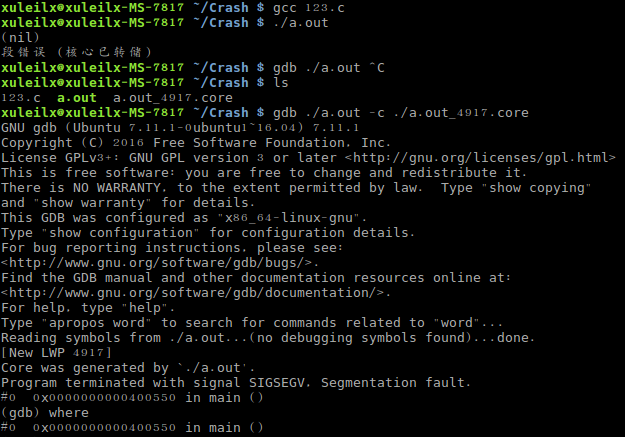 xuleilx@xuleilx-MS-7817 ~/Crash $ gcc 123.c
xuleilx@xuleilx-MS-7817 ~/Crash $ ./a.out
(nil)
段错误 (核心已转储)
xuleilx@xuleilx-MS-7817 ~/Crash $ gdb ./a.out ^C
xuleilx@xuleilx-MS-7817 ~/Crash $ ls
123.c  a.out  a.out_4917.core
xuleilx@xuleilx-MS-7817 ~/Crash $ gdb ./a.out -c ./a.out_4917.core
GNU gdb (Ubuntu 7.11.1-0ubuntu1~16.04) 7.11.1
Copyright (C) 2016 Free Software Foundation, Inc.
License GPLv3+: GNU GPL version 3 or later <http://gnu.org/licenses/gpl.html>
This is free software: you are free to change and redistribute it.
There is NO WARRANTY, to the extent permitted by law.  Type "show copying"
and "show warranty" for details.
This GDB was configured as "x86_64-linux-gnu".
Type "show configuration" for configuration details.
For bug reporting instructions, please see:
<http://www.gnu.org/software/gdb/bugs/>.
Find the GDB manual and other documentation resources online at:
<http://www.gnu.org/software/gdb/documentation/>.
For help, type "help".
Type "apropos word" to search for commands related to "word"...
Reading symbols from ./a.out...(no debugging symbols found)...done.
[New LWP 4917]
Core was generated by `./a.out'.
Program terminated with signal SIGSEGV, Segmentation fault.
#0  0x0000000000400550 in main ()
(gdb) where
#0  0x0000000000400550 in main ()